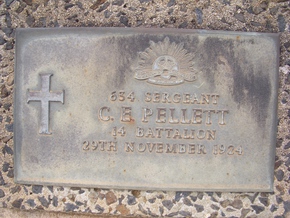 654 SERGEANT
C. E. PELLETT
14 BATTALION
29TH NOVEMBER 1934